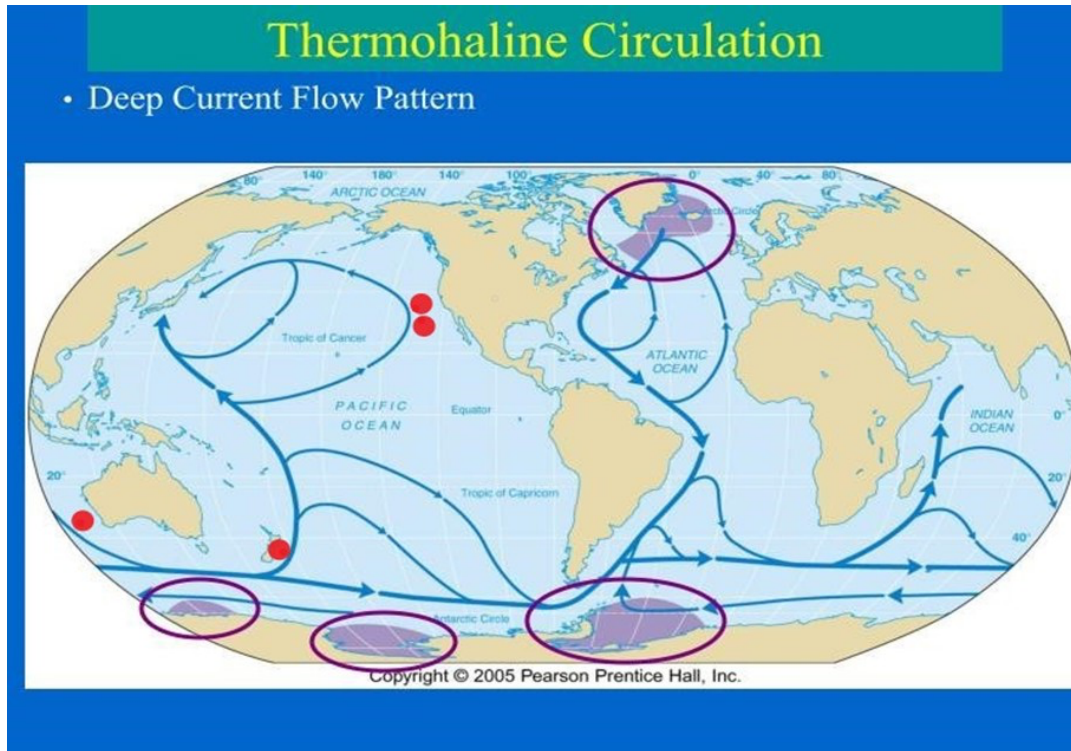 Thermohaline Circulation
• Deep Current Flow Pattern
80° 140° 180° 140° 100° 0° 40° 80°
ARCTIC OCEAN
Arctic Circle
Tropic of Cancer
ATLANTIC
OCEAN
PACIFIC
OCEAN
Equator
INDIAN
OCEAN
0°
20°
20°
Tropic of Capricorn
40°
Antarctic Circle
Copyright © 2005 Pearson Prentice Hall, Inc.